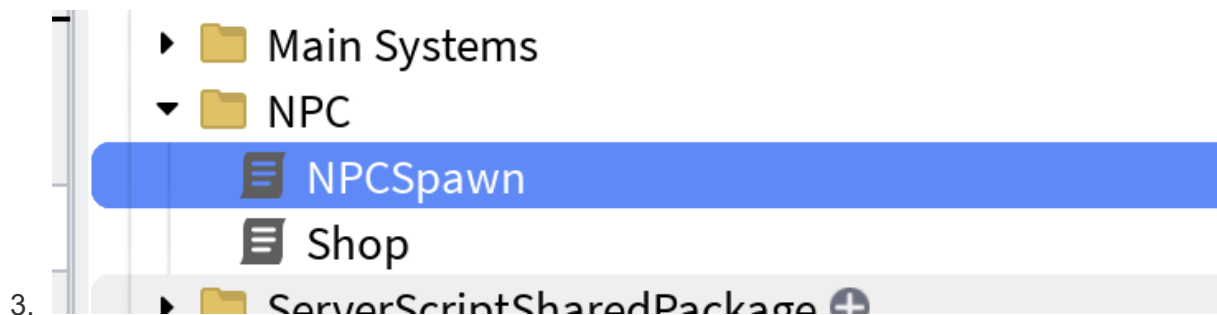 Main Systems
NPC
NPCSpawn
Shop
3. ServerScriptSharedPackage